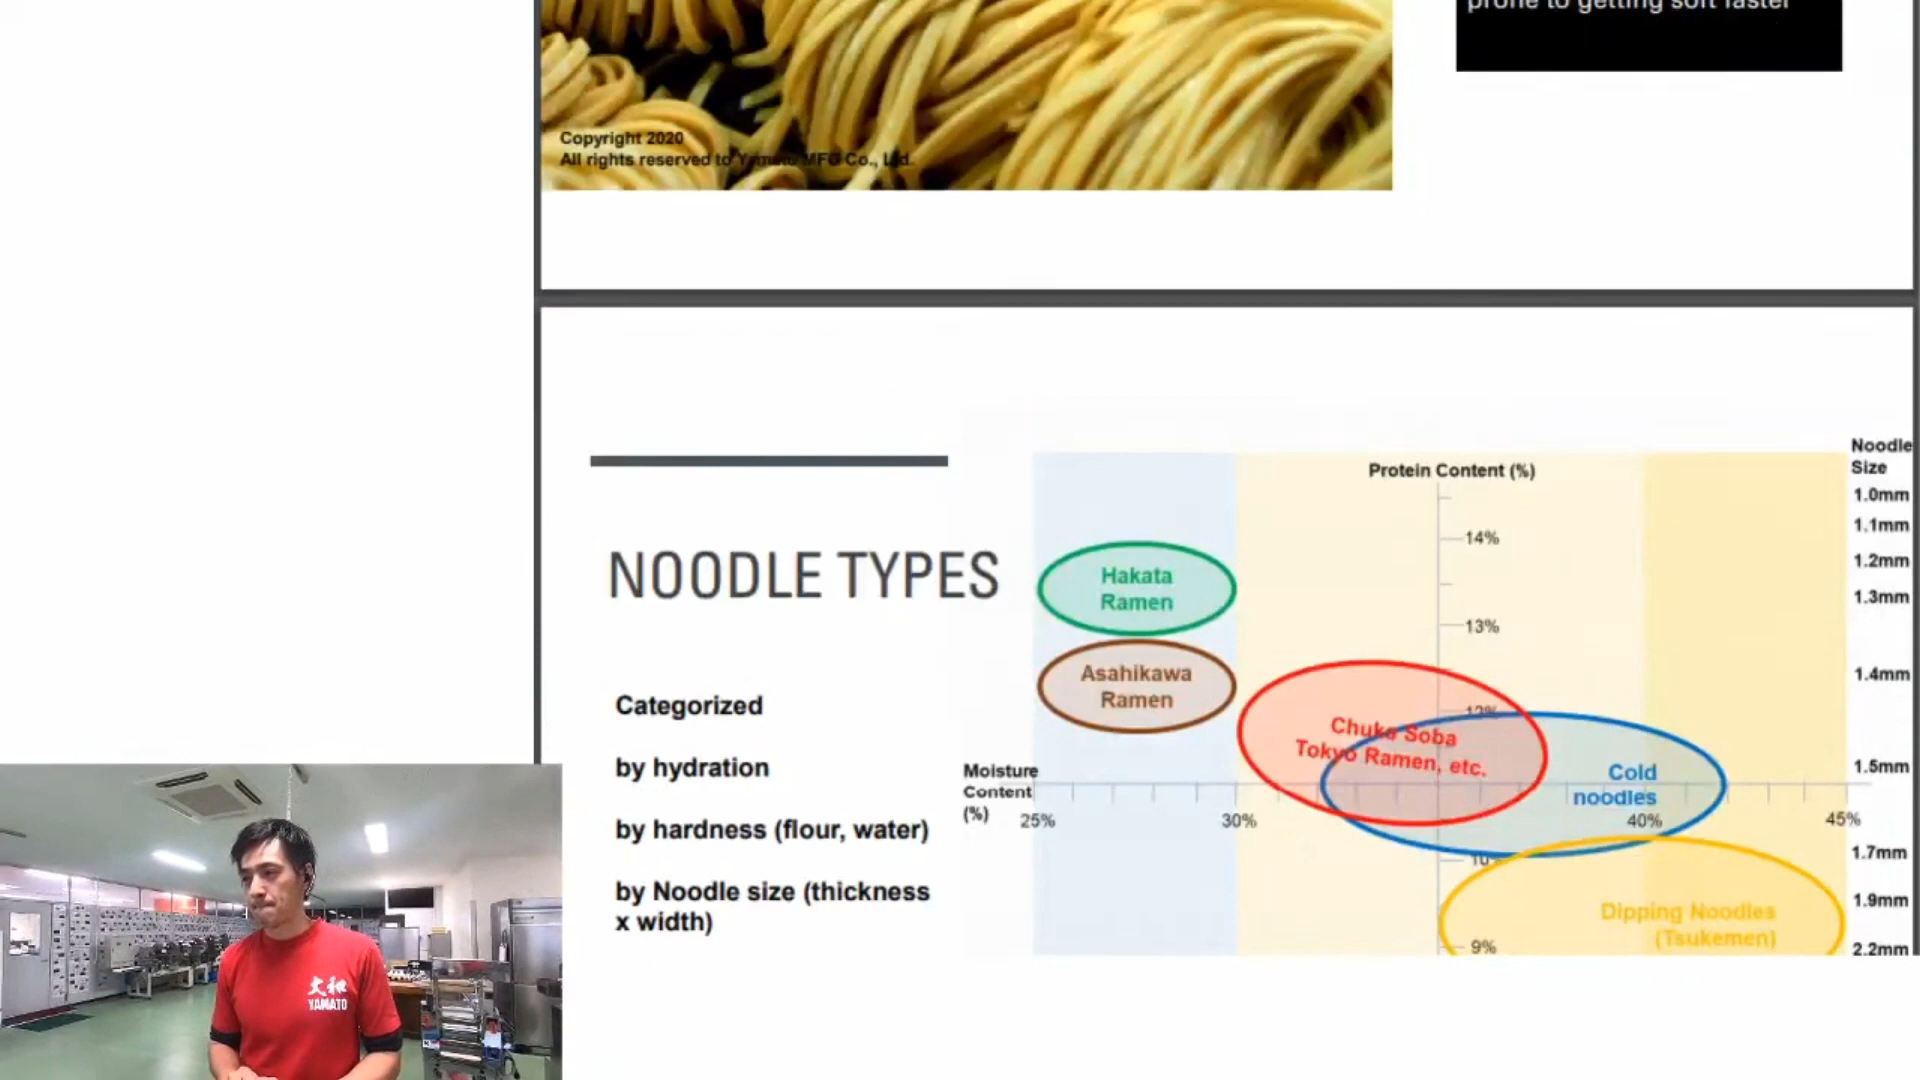 prone to getting soft faster
Copyright 2020
All rights reserved to Yamato MFG Co., Ltd.
NOODLE TYPES
Categorized
by hydration
by hardness (flour, water)
by Noodle size (thickness
x width)
Protein Content (%)
14%
13%
12%
10%
9%
Hakata
Ramen
Asahikawa
Ramen
Chuka Soba
Tokyo Ramen, etc.
Cold
noodles
Dipping Noodles
(Tsukemen)
Moisture
Content
(%)
25%
30%
40%
45%
Noodle
Size
1.0mm
1.1mm
1.2mm
1.3mm
1.4mm
1.5mm
1.7mm
1.9mm
2.2mm
大和
YAMATO